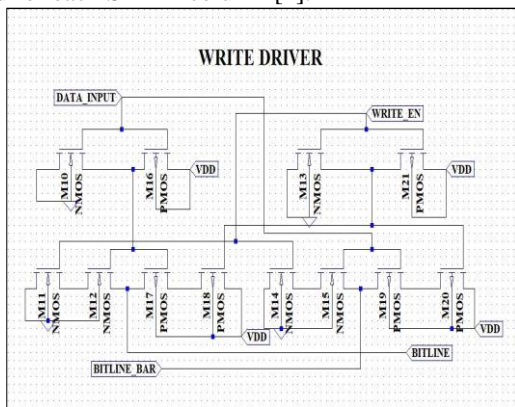 WRITE DRIVER
DATA_INPUT
WRITE_EN
M10
NMOS
M16
PMOS
VDD
M13
NMOS
M21
PMOS
VDD
M11
NMOS
M12
NMOS
M17
PMOS
M18
PMOS
M14
NMOS
M15
NMOS
M19
PMOS
M20
PMOS
VDD
VDD
BITLINE
BITLINE_BAR